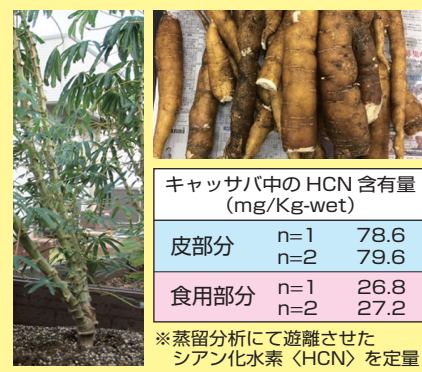 キャッサバ中の HCN 含有量
（mg/Kg-wet）
皮部分 n=1 78.6
n=2 79.6
食用部分 n=1 26.8
n=2 27.2
※蒸留分析にて遊離させた
シアン化水素〈HCN〉を定量